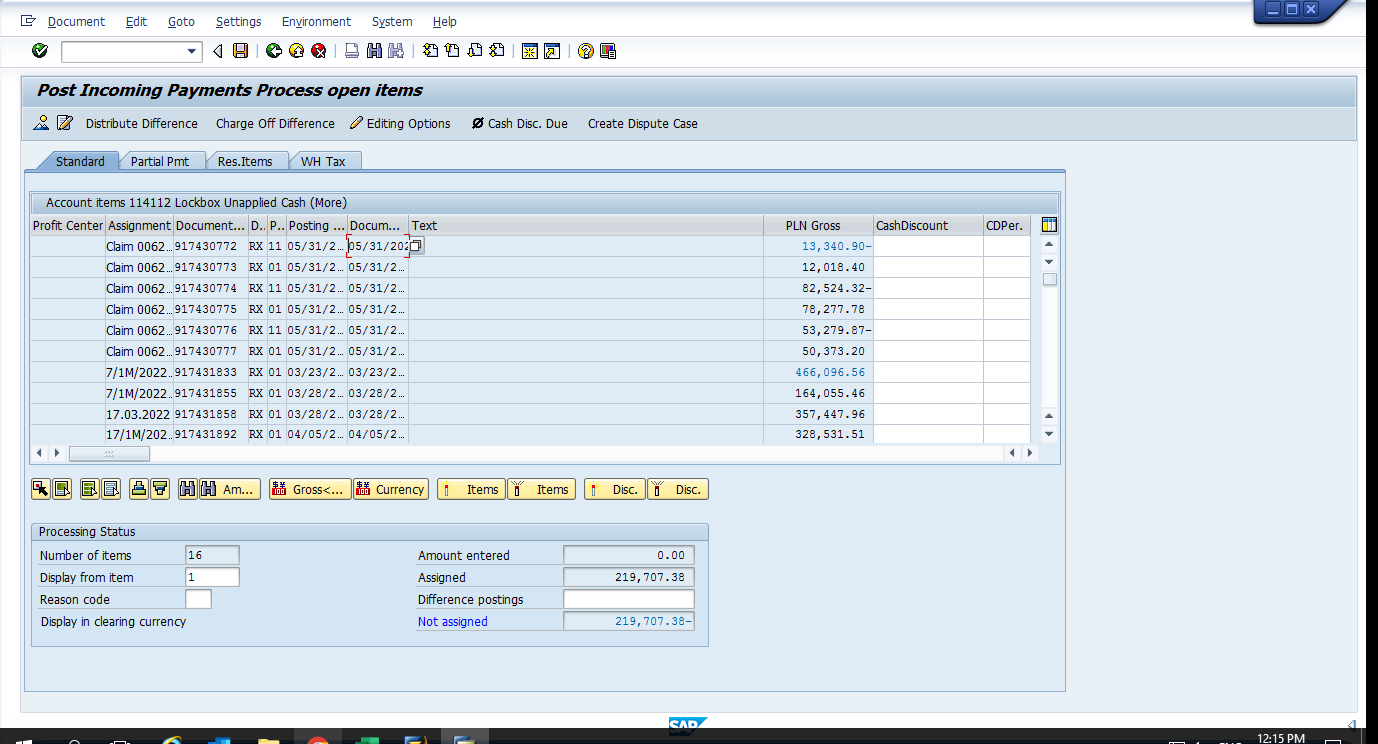 Document Edit Goto Settings Environment System Help
Post Incoming Payments Process open items
Distribute Difference Charge Off Difference Editing Options Cash Disc. Due Create Dispute Case
Standard Partial Pmt Res.Items WH Tax
Account items 114112 Lockbox Unapplied Cash (More)
Profit Center Assignment Document... D.. P.. Posting ... Docum... Text PLN Gross CashDiscount CDPer.
Claim 0062.. 917430772 RX 11 05/31/2... 05/31/202 13,340.90-
Claim 0062.. 917430773 RX 01 05/31/2... 05/31/2... 12,018.40
Claim 0062.. 917430774 RX 11 05/31/2... 05/31/2... 82,524.32-
Claim 0062.. 917430775 RX 01 05/31/2... 05/31/2... 78,277.78
Claim 0062.. 917430776 RX 11 05/31/2... 05/31/2... 53,279.87-
Claim 0062.. 917430777 RX 01 05/31/2... 05/31/2... 50,373.20
7/1M/2022.. 917431833 RX 01 03/23/2... 03/23/2... 466,096.56
7/1M/2022.. 917431855 RX 01 03/28/2... 03/28/2... 164,055.46
17.03.2022 917431858 RX 01 03/28/2... 03/28/2... 357,447.96
17/1M/202.. 917431892 RX 01 04/05/2... 04/05/2... 328,531.51
Am... Gross<... Currency Items Items Disc. Disc.
Processing Status
Number of items 16 Amount entered 0.00
Display from item 1 Assigned 219,707.38
Reason code Difference postings
Display in clearing currency Not assigned 219,707.38-
SAP
12:15 PM